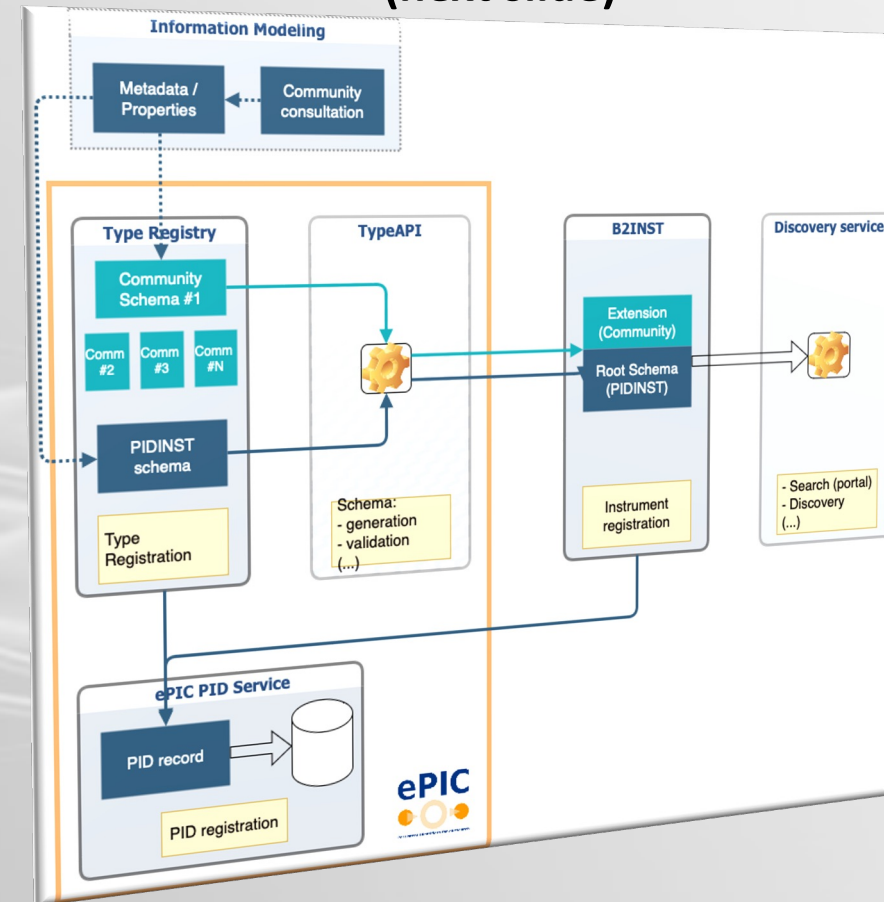 Information Modeling
Metadata /
Properties
Community
consultation
Type Registry
Community
Schema #1
Comm
#2
Comm
#3
Comm
#N
PIDINST
schema
Type
Registration
TypeAPI
Schema:
- generation
- validation
(...)
B2INST
Extension
(Community)
Root Schema
(PIDINST)
Instrument
registration
Discovery service
- Search (portal)
- Discovery
(...)
ePIC PID Service
PID record
PID registration
ePIC